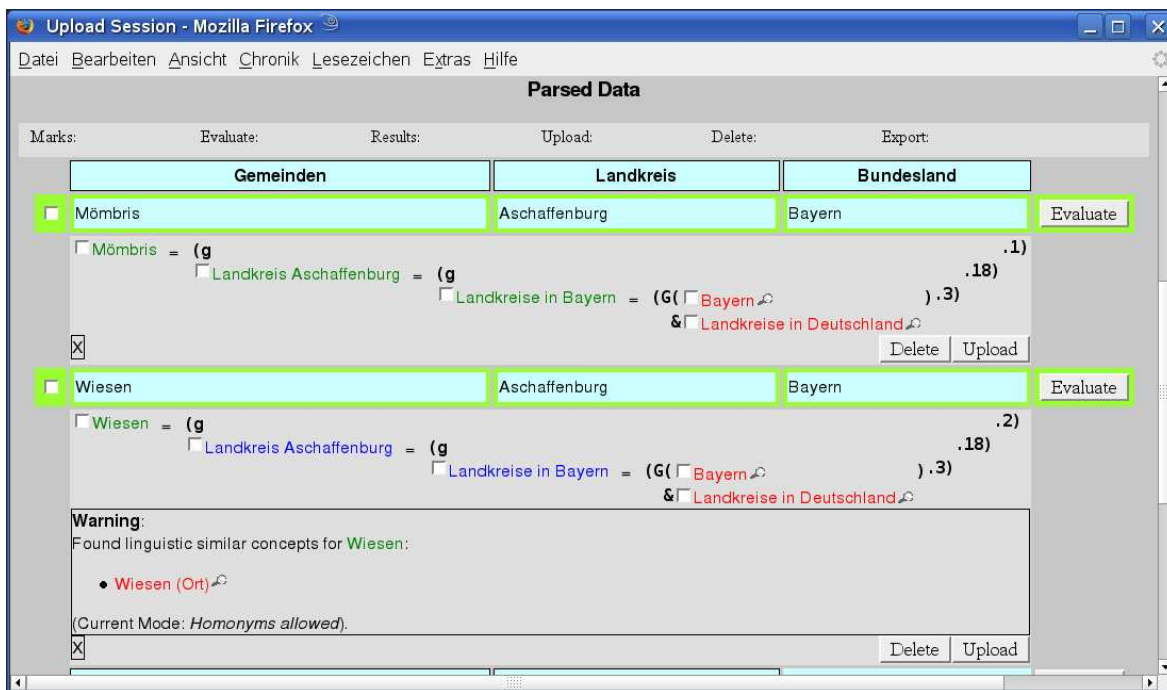 Upload Session - Mozilla Firefox
Datei Bearbeiten Ansicht Chronik Lesezeichen Extras Hilfe
Parsed Data
Marks: Evaluate: Results: Upload: Delete: Export:
Gemeinden Landkreis Bundesland
Mömbris Aschaffenburg Bayern Evaluate
Mömbris = (g .1)
Landkreis Aschaffenburg = (g .18)
Landkreise in Bayern = (G( Bayern ) .3)
& Landkreise in Deutschland
X Delete Upload
Wiesen Aschaffenburg Bayern Evaluate
Wiesen = (g .2)
Landkreis Aschaffenburg = (g .18)
Landkreise in Bayern = (G( Bayern ) .3)
& Landkreise in Deutschland
Warning:
Found linguistic similar concepts for Wiesen:
• Wiesen (Ort)
(Current Mode: Homonyms allowed).
X Delete Upload